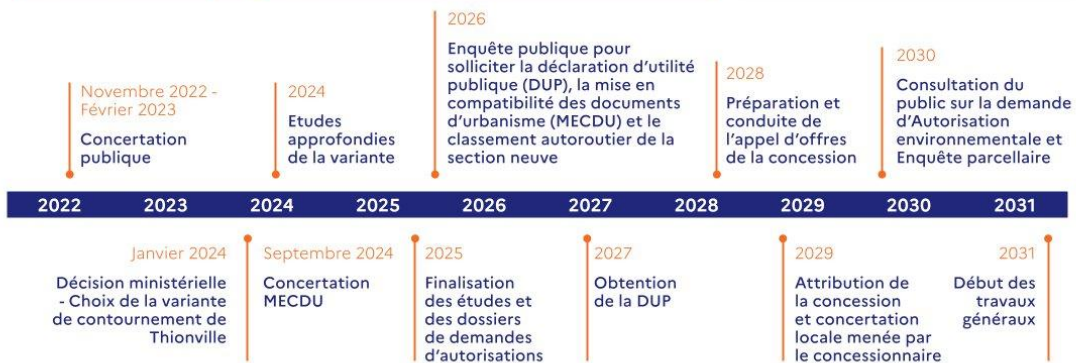 Novembre 2022 -
Février 2023
Concertation
publique
2024
Etudes
approfondies
de la variante
2026
Enquête publique pour
solliciter la déclaration d'utilité
publique (DUP), la mise en
compatibilité des documents
d'urbanisme (MECDU) et le
classement autoroutier de la
section neuve
2028
Préparation et
conduite de
l'appel d'offres
de la concession
2030
Consultation du
public sur la demande
d'Autorisation
environnementale et
Enquête parcellaire
2022 2023 2024 2025 2026 2027 2028 2029 2030 2031
Janvier 2024
Décision ministérielle
- Choix de la variante
de contournement de
Thionville
Septembre 2024
Concertation
MECDU
2025
Finalisation
des études et
des dossiers
de demandes
d'autorisations
2027
Obtention
de la DUP
2029
Attribution de
la concession
et concertation
locale menée par
le concessionnaire
2031
Début des
travaux
généraux